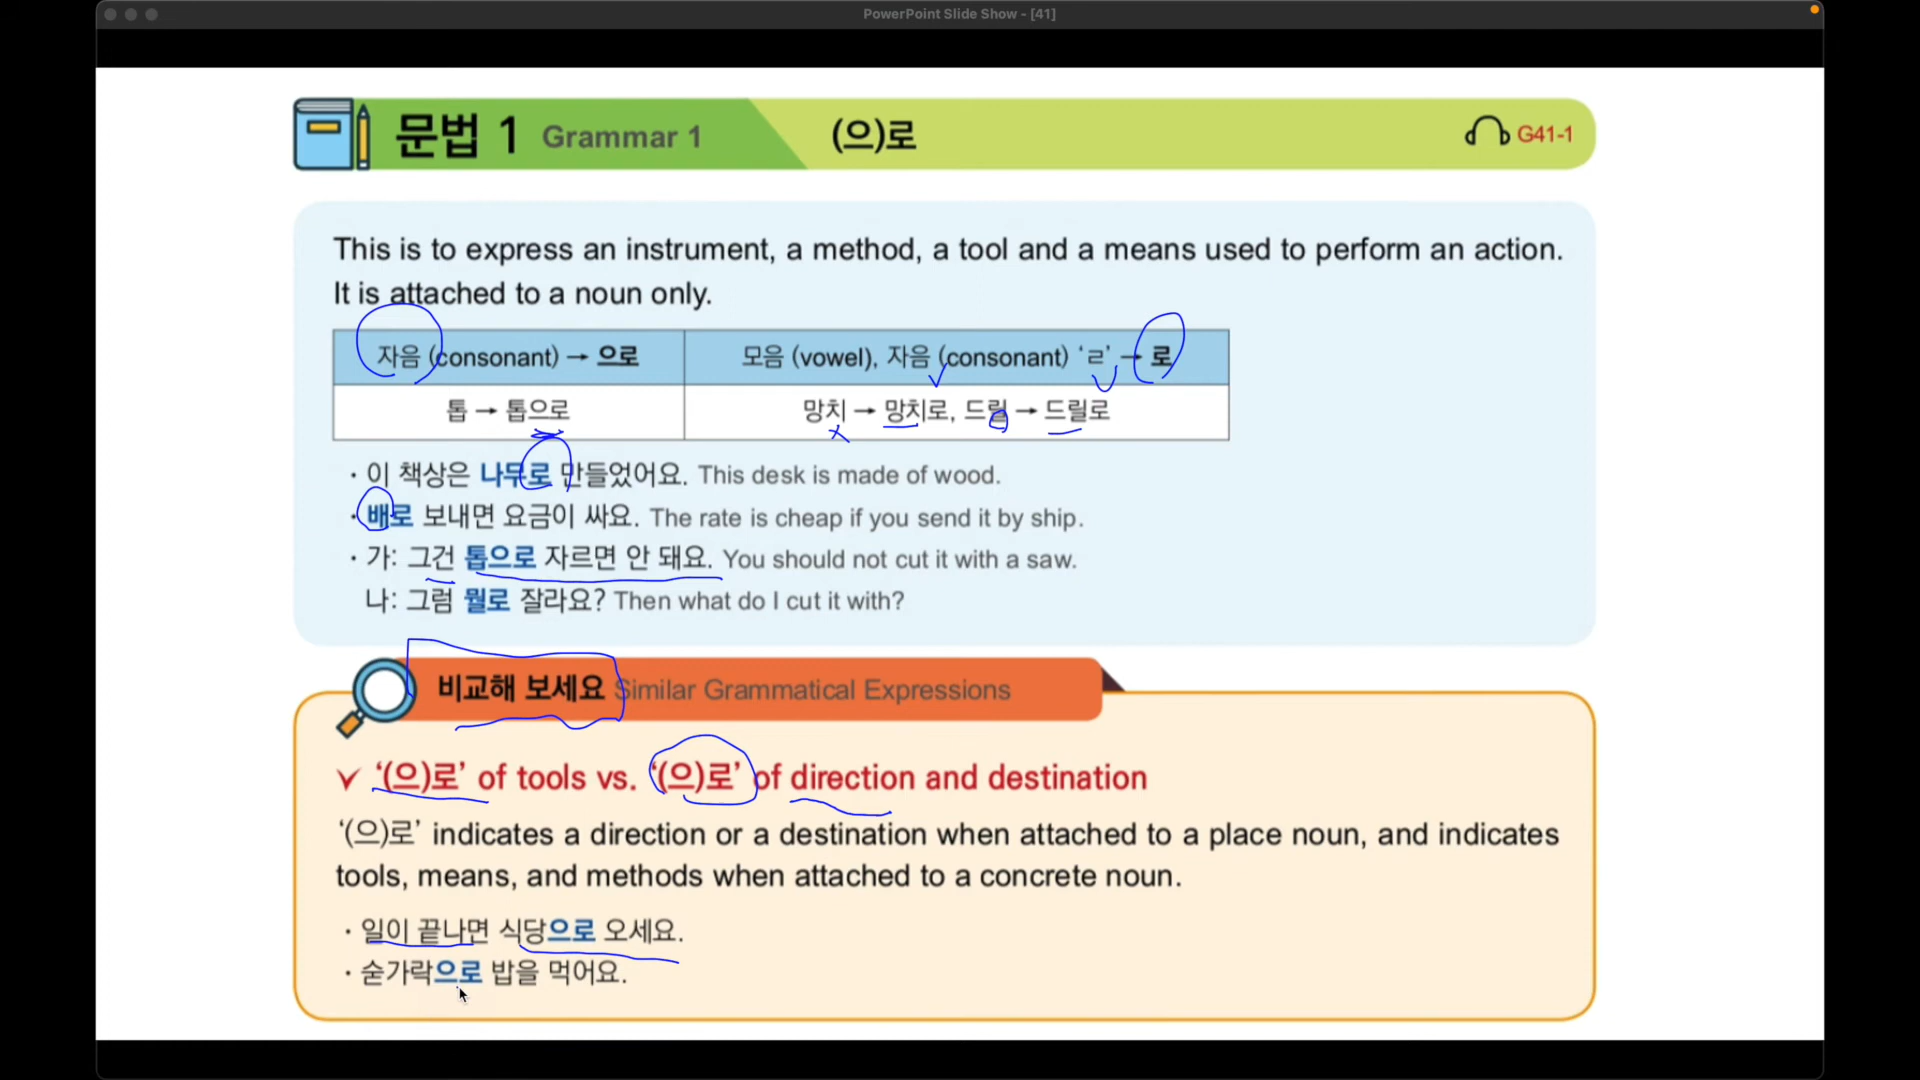 PowerPoint Slide Show - [41]
문법 1 Grammar 1 (으)로 G41-1
This is to express an instrument, a method, a tool and a means used to perform an action.
It is attached to a noun only.
자음 (consonant) → 으로 모음 (vowel), 자음 (consonant) ‘ㄹ’ → 로
톱 → 톱으로 망치 → 망치로, 드릴 → 드릴로
· 이 책상은 나무로 만들었어요. This desk is made of wood.
· 배로 보내면 요금이 싸요. The rate is cheap if you send it by ship.
· 가: 그건 톱으로 자르면 안 돼요. You should not cut it with a saw.
나: 그럼 뭘로 잘라요? Then what do I cut it with?
비교해 보세요 Similar Grammatical Expressions
‘(으)로’ of tools vs. ‘(으)로’ of direction and destination
‘(으)로’ indicates a direction or a destination when attached to a place noun, and indicates
tools, means, and methods when attached to a concrete noun.
· 일이 끝나면 식당으로 오세요.
· 숟가락으로 밥을 먹어요.